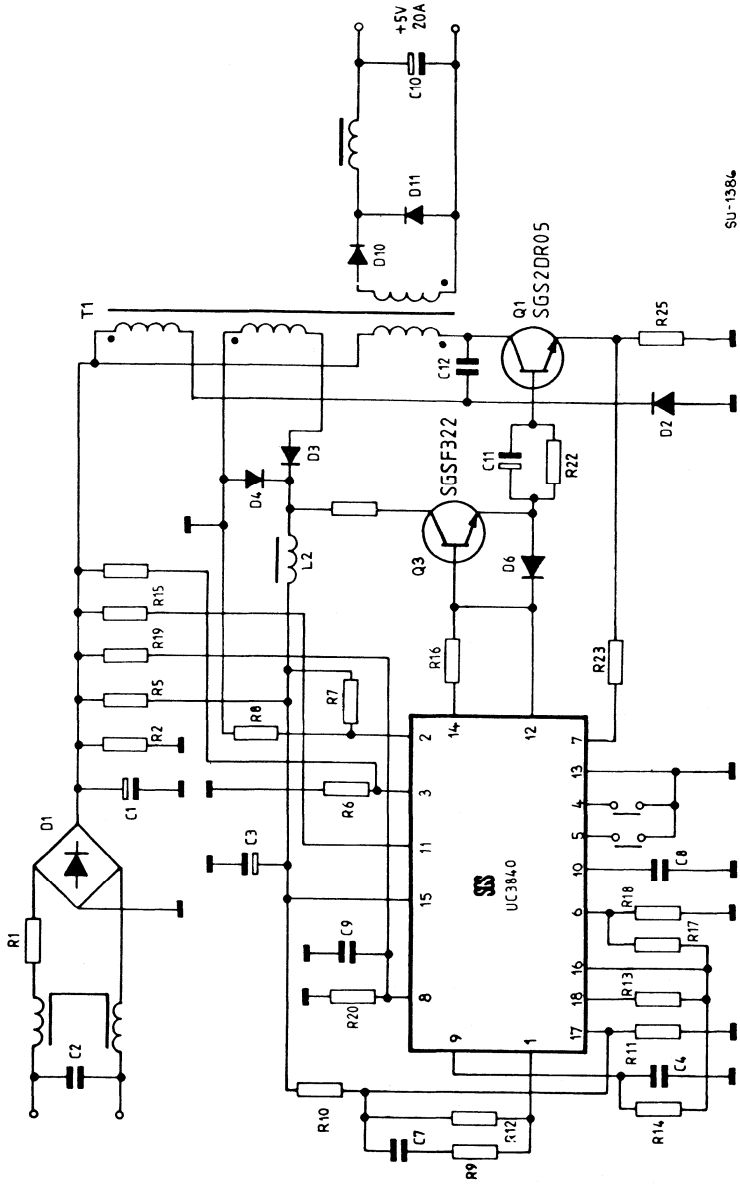 +5V
20A
C10
D11
D10
SU-1384
T1
Q1
SGS2DR05
R25
C12
D2
D3
D4
C11
R22
SGSF322
Q3
D6
L2
R15
R19
R5
R2
C1
D1
R1
C2
R16
R23
R7
R8
R6
C3
C9
R20
2
14
12
7
3
13
4
11
5
15
10
SGS
UC3840
6
8
16
18
9
1
17
C8
R18
R17
R13
R11
C4
R14
R10
R12
C7
R9